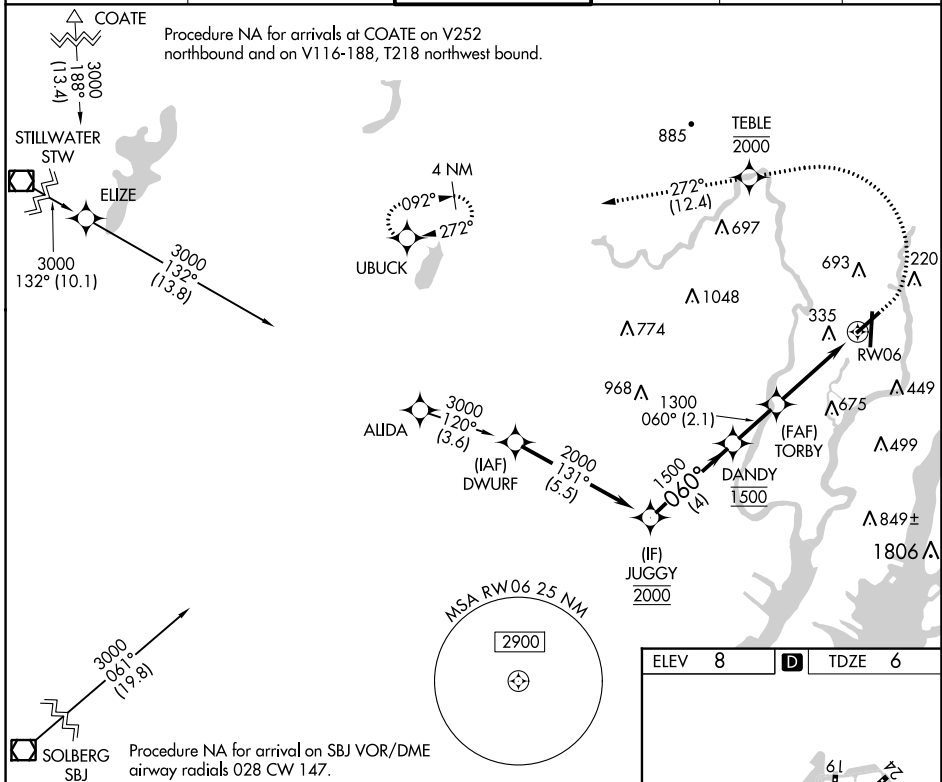 COATE
Procedure NA for arrivals at COATE on V252
northbound and on V116-188, T218 northwest bound.
3000
188°
(13.4)
STILLWATER
STW
ELIZE
3000
132° (10.1)
3000
132°
(13.8)
4 NM
092°
272°
UBUCK
885
TEBLE
2000
272°
(12.4)
697
693
220
1048
774
335
RW06
968
1300
060° (2.1)
675
449
(FAF)
TORBY
499
ALIDA
3000
120°
(3.6)
(IAF)
DWURF
2000
131°
(5.5)
1500
060°
(4)
DANDY
1500
849±
1806
(IF)
JUGGY
2000
MSA RW06 25 NM
2900
3000
061°
(19.8)
SOLBERG
SBJ
Procedure NA for arrival on SBJ VOR/DME
airway radials 028 CW 147.
ELEV 8
D
TDZE 6
19
24